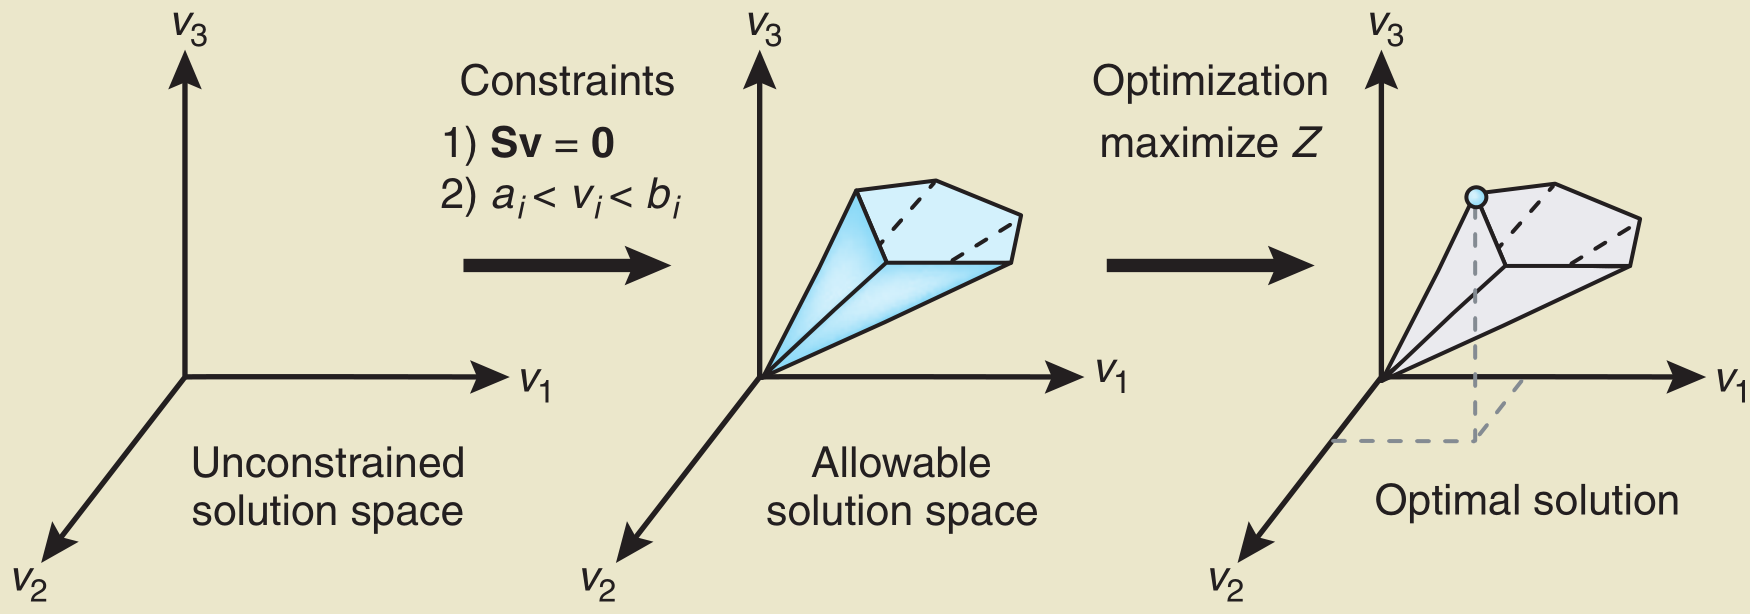 v3
v1
v2
Unconstrained
solution space
Constraints
1) Sv = 0
2) ai < vi < bi
v3
v1
v2
Allowable
solution space
Optimization
maximize Z
v3
v1
v2
Optimal solution